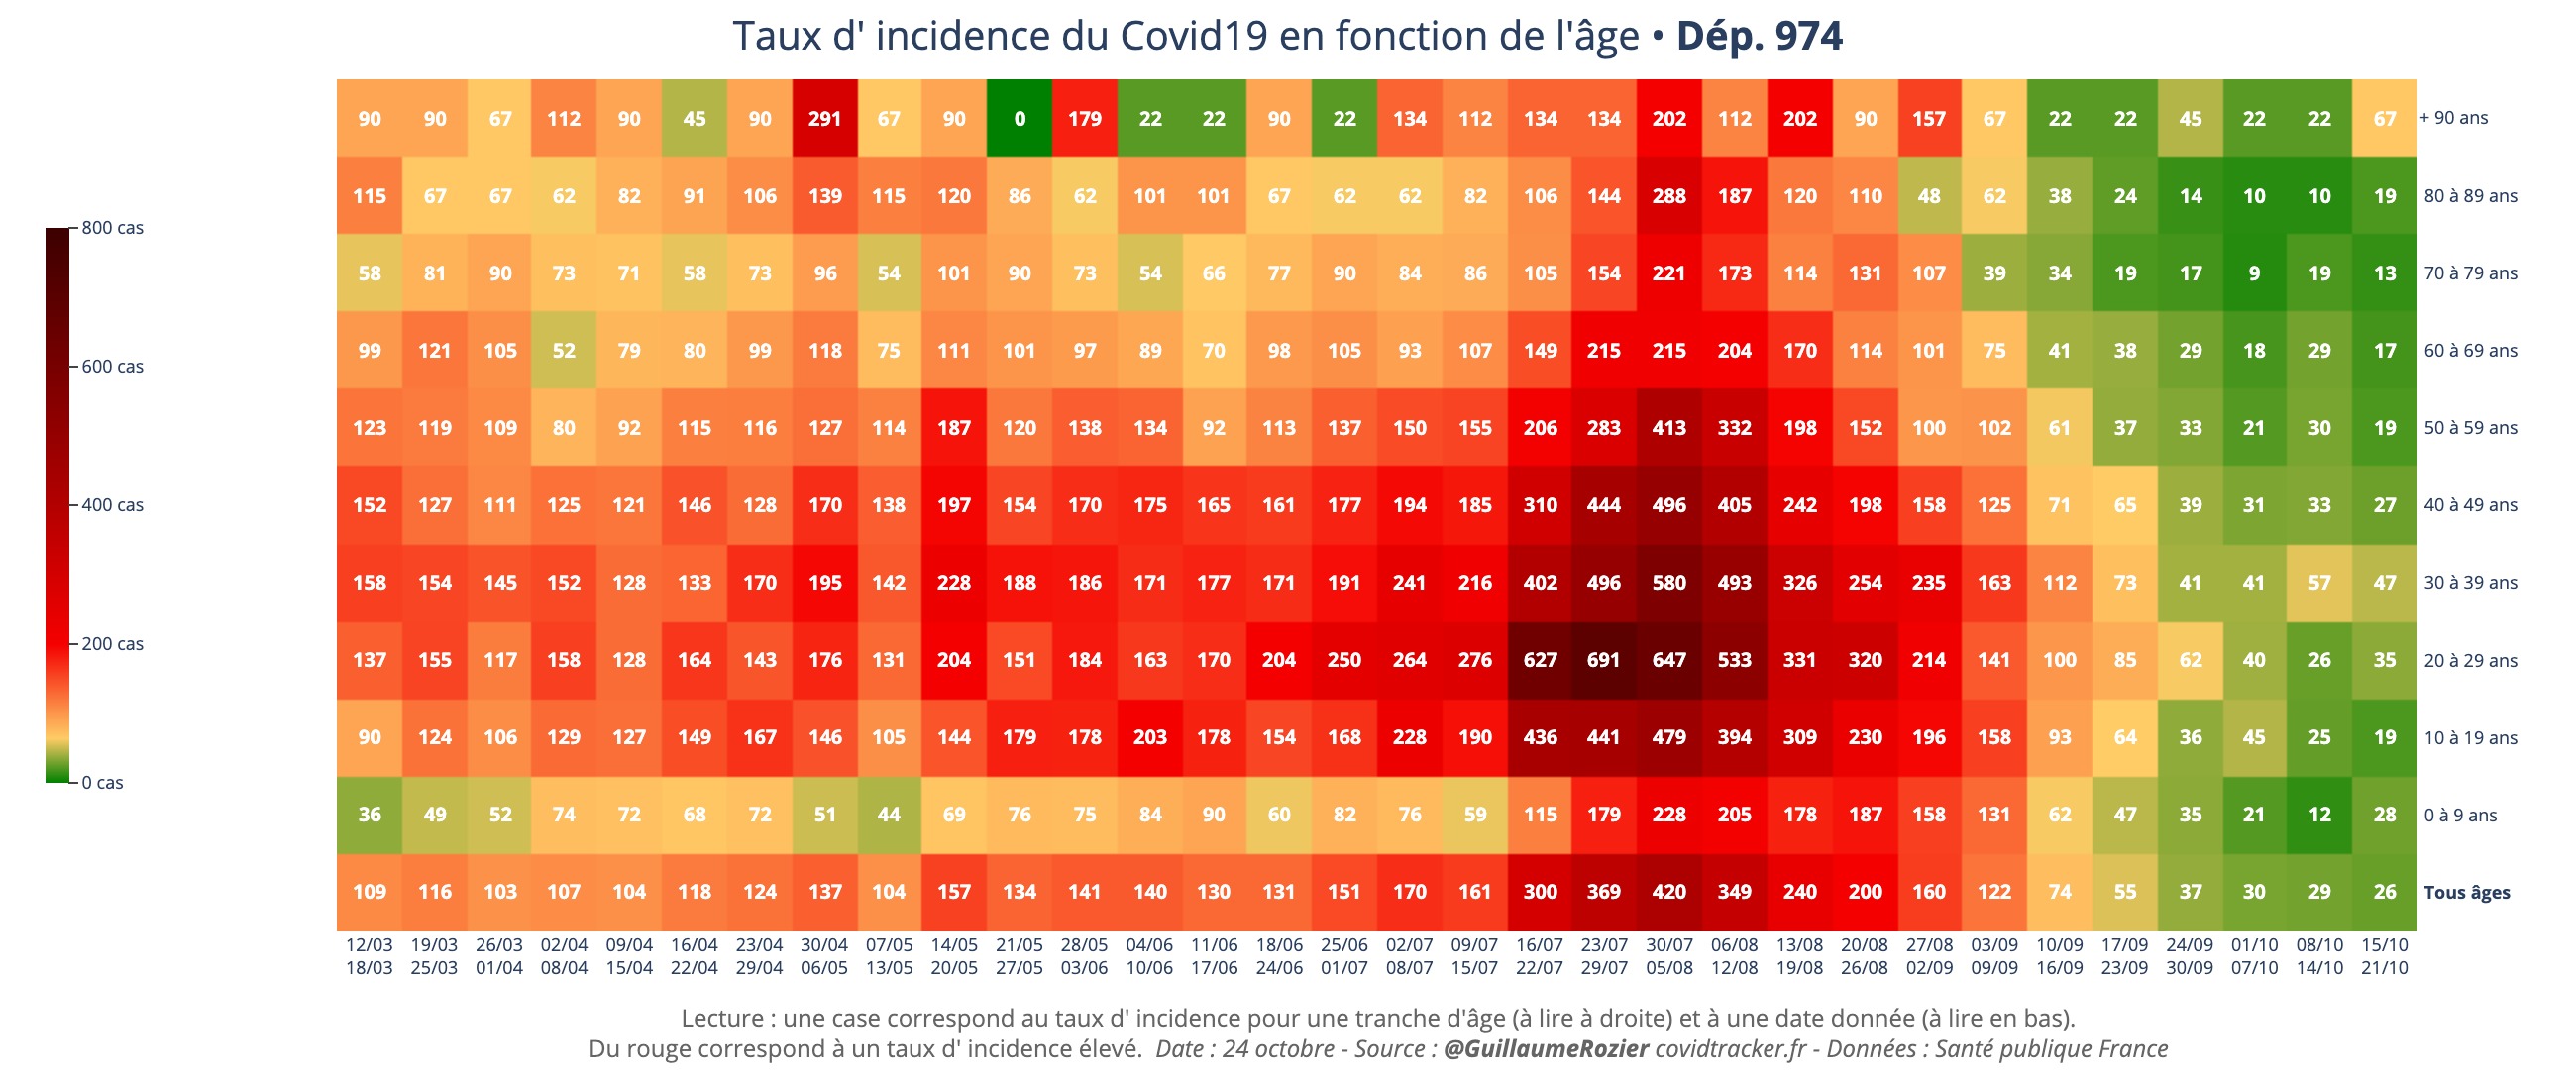 Taux d' incidence du Covid19 en fonction de l'âge • Dép. 974
90 90 67 112 90 45 90 291 67 90 0 179 22 22 90 22 134 112 134 134 202 112 202 90 157 67 22 22 45 22 22 67 + 90 ans
115 67 67 62 82 91 106 139 115 120 86 62 101 101 67 62 62 82 106 144 288 187 120 110 48 62 38 24 14 10 10 19 80 à 89 ans
800 cas
58 81 90 73 71 58 73 96 54 101 90 73 54 66 77 90 84 86 105 154 221 173 114 131 107 39 34 19 17 9 19 13 70 à 79 ans
99 121 105 52 79 80 99 118 75 111 101 97 89 70 98 105 93 107 149 215 215 204 170 114 101 75 41 38 29 18 29 17 60 à 69 ans
600 cas
123 119 109 80 92 115 116 127 114 187 120 138 134 92 113 137 150 155 206 283 413 332 198 152 100 102 61 37 33 21 30 19 50 à 59 ans
400 cas
152 127 111 125 121 146 128 170 138 197 154 170 175 165 161 177 194 185 310 444 496 405 242 198 158 125 71 65 39 31 33 27 40 à 49 ans
158 154 145 152 128 133 170 195 142 228 188 186 171 177 171 191 241 216 402 496 580 493 326 254 235 163 112 73 41 41 57 47 30 à 39 ans
200 cas
137 155 117 158 128 164 143 176 131 204 151 184 163 170 204 250 264 276 627 691 647 533 331 320 214 141 100 85 62 40 26 35 20 à 29 ans
90 124 106 129 127 149 167 146 105 144 179 178 203 178 154 168 228 190 436 441 479 394 309 230 196 158 93 64 36 45 25 19 10 à 19 ans
0 cas
36 49 52 74 72 68 72 51 44 69 76 75 84 90 60 82 76 59 115 179 228 205 178 187 158 131 62 47 35 21 12 28 0 à 9 ans
109 116 103 107 104 118 124 137 104 157 134 141 140 130 131 151 170 161 300 369 420 349 240 200 160 122 74 55 37 30 29 26 Tous âges
12/03 19/03 26/03 02/04 09/04 16/04 23/04 30/04 07/05 14/05 21/05 28/05 04/06 11/06 18/06 25/06 02/07 09/07 16/07 23/07 30/07 06/08 13/08 20/08 27/08 03/09 10/09 17/09 24/09 01/10 08/10 15/10
18/03 25/03 01/04 08/04 15/04 22/04 29/04 06/05 13/05 20/05 27/05 03/06 10/06 17/06 24/06 01/07 08/07 15/07 22/07 29/07 05/08 12/08 19/08 26/08 02/09 09/09 16/09 23/09 30/09 07/10 14/10 21/10
Lecture : une case correspond au taux d' incidence pour une tranche d'âge (à lire à droite) et à une date donnée (à lire en bas).
Du rouge correspond à un taux d' incidence élevé. Date : 24 octobre - Source : @GuillaumeRozier covidtracker.fr - Données : Santé publique France